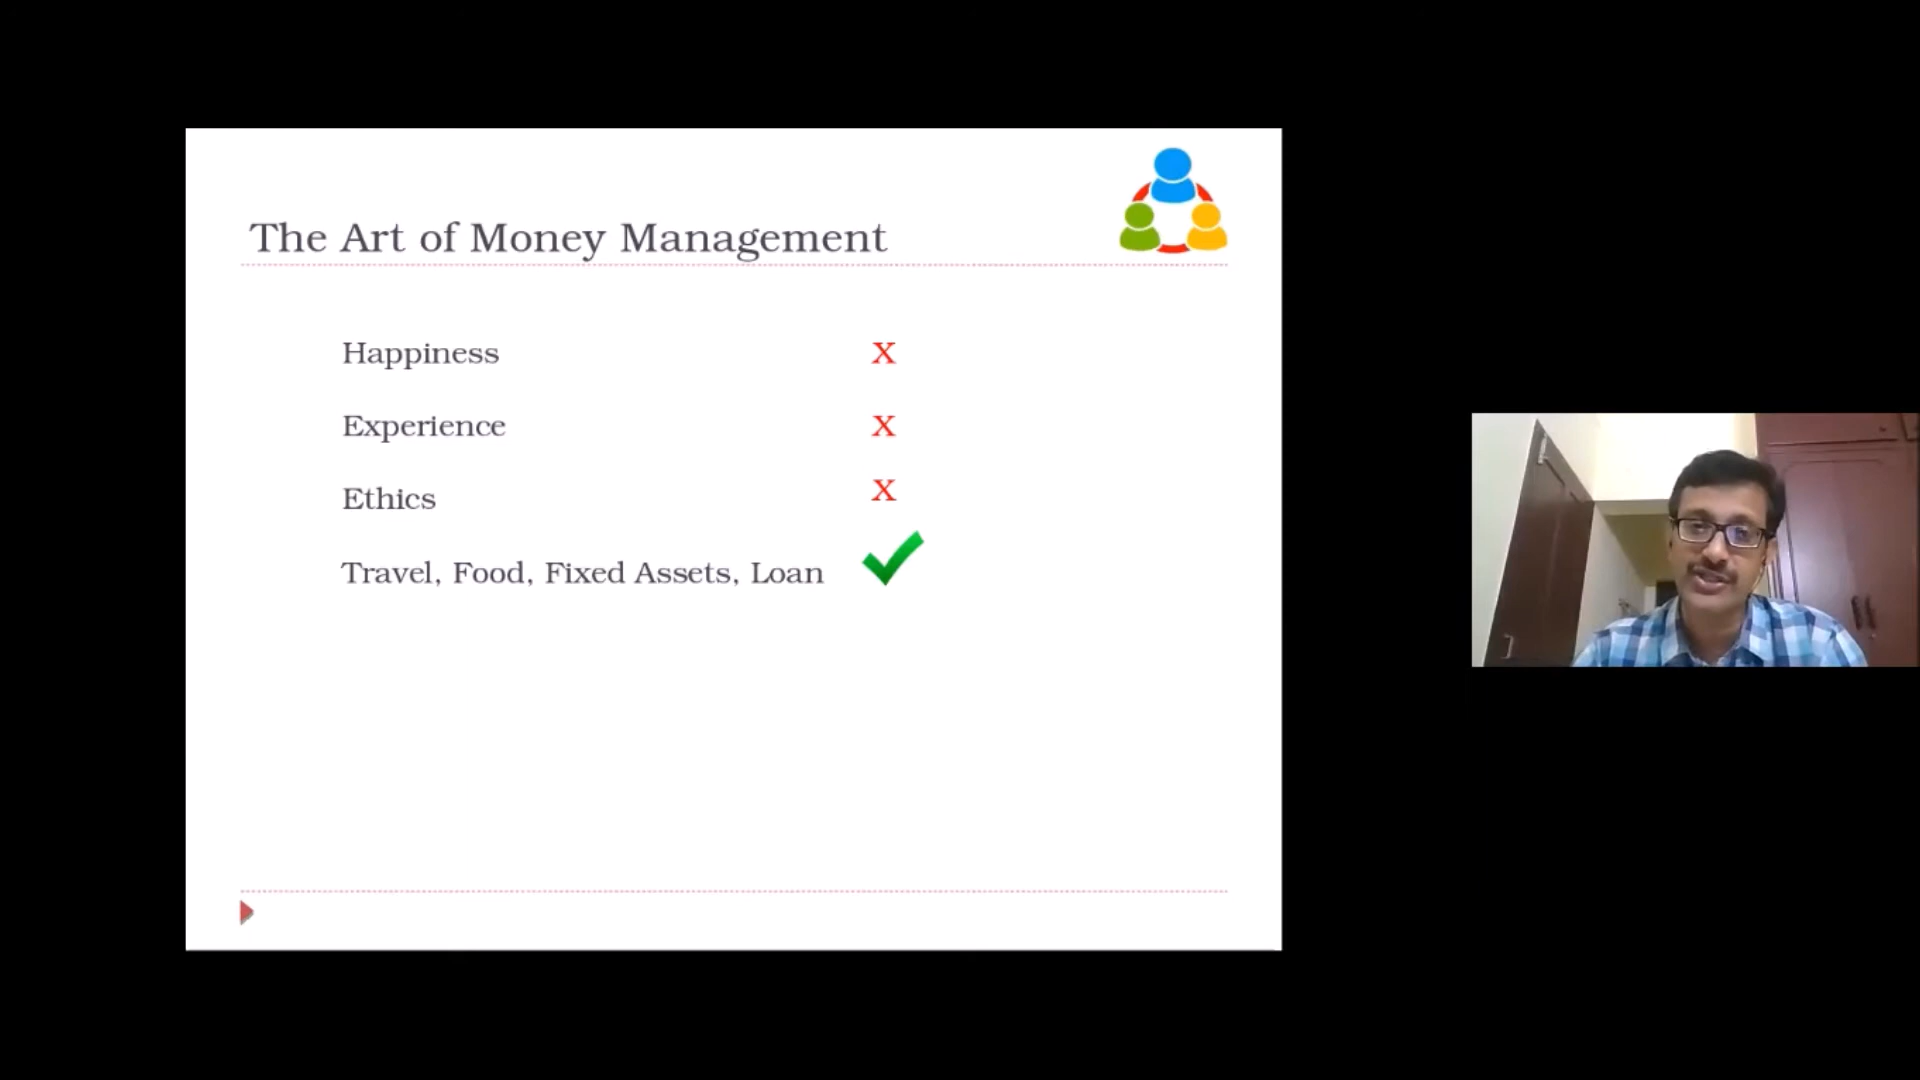 The Art of Money Management
Happiness X
Experience X
Ethics X
Travel, Food, Fixed Assets, Loan